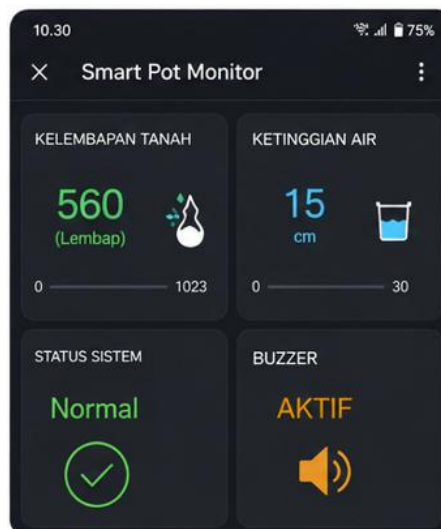 10.30 75%
Smart Pot Monitor
KELEMBAPAN TANAH
560
(Lembap)
0 1023
KETINGGIAN AIR
15
cm
0 30
STATUS SISTEM
Normal
BUZZER
AKTIF